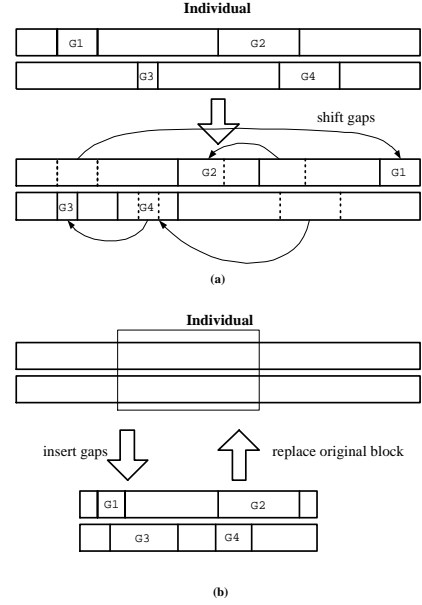 Individual
G1 G2
G3 G4
shift gaps
G2 G1
G3 G4
(a)
Individual
insert gaps replace original block
G1 G2
G3 G4
(b)